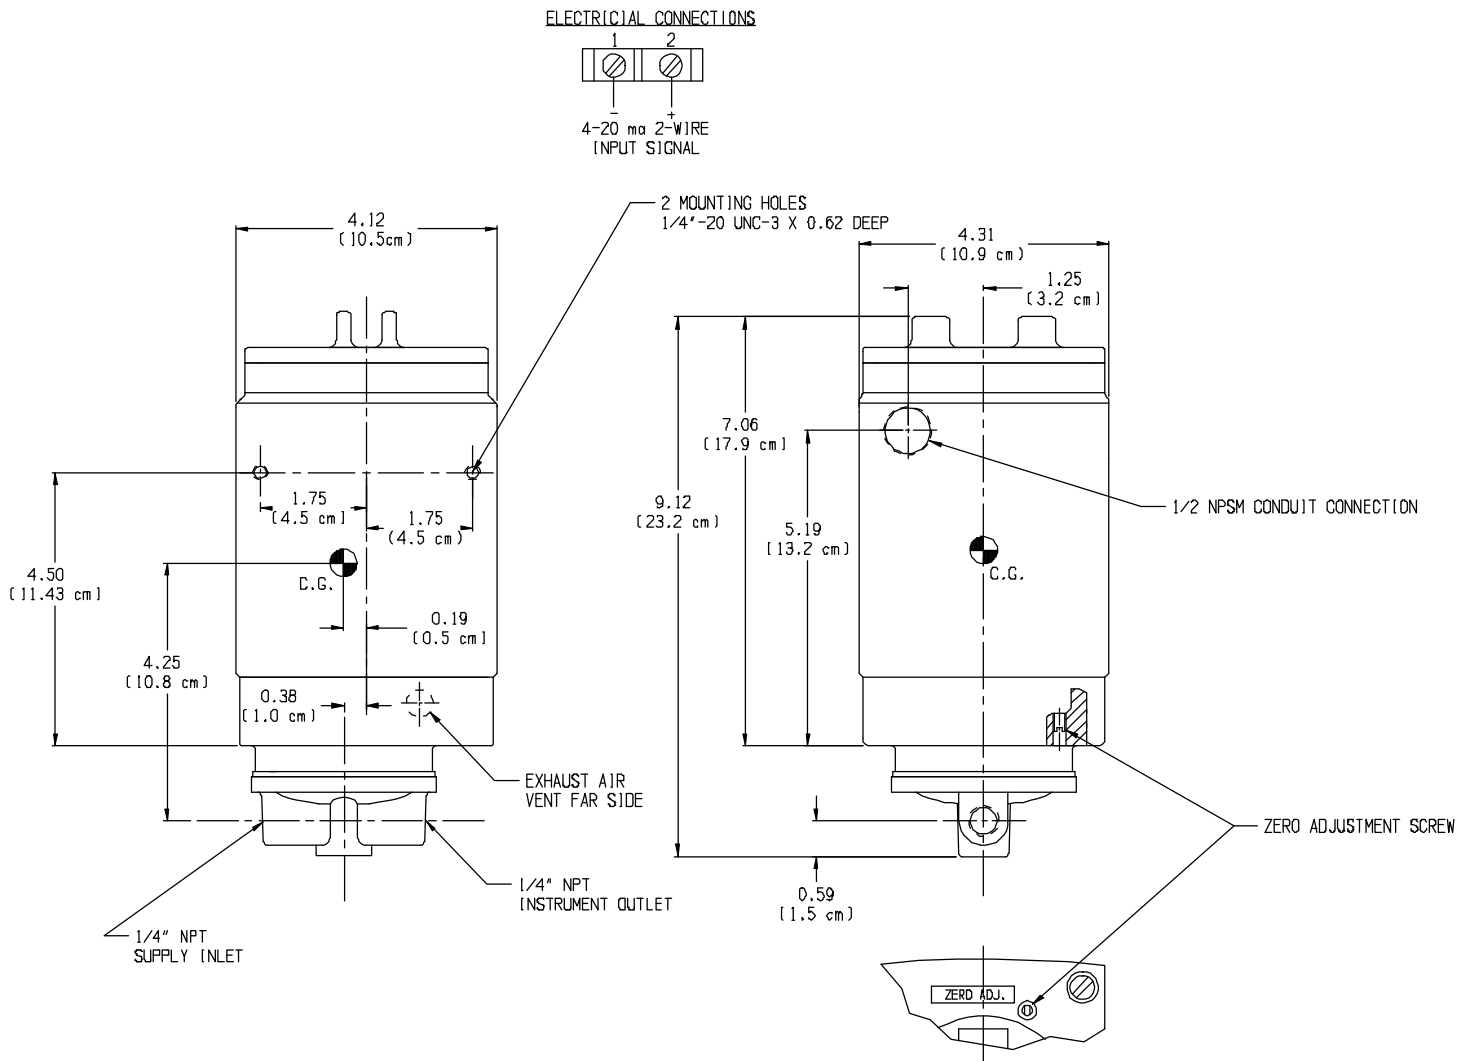 ELECTRICIAL CONNECTIONS
1 2
- +
4-20 ma 2-WIRE
INPUT SIGNAL
2 MOUNTING HOLES
1/4"-20 UNC-3 X 0.62 DEEP
4.12
(10.5cm)
4.31
(10.9 cm)
1.25
(3.2 cm)
7.06
(17.9 cm)
1.75
(4.5 cm)
1.75
(4.5 cm)
9.12
(23.2 cm)
5.19
(13.2 cm)
1/2 NPSM CONDUIT CONNECTION
4.50
(11.43 cm)
C.G.
C.G.
0.19
(0.5 cm)
4.25
(10.8 cm)
0.38
(1.0 cm)
EXHAUST AIR
VENT FAR SIDE
ZERO ADJUSTMENT SCREW
1/4" NPT
INSTRUMENT OUTLET
0.59
(1.5 cm)
1/4" NPT
SUPPLY INLET
ZERO ADJ.